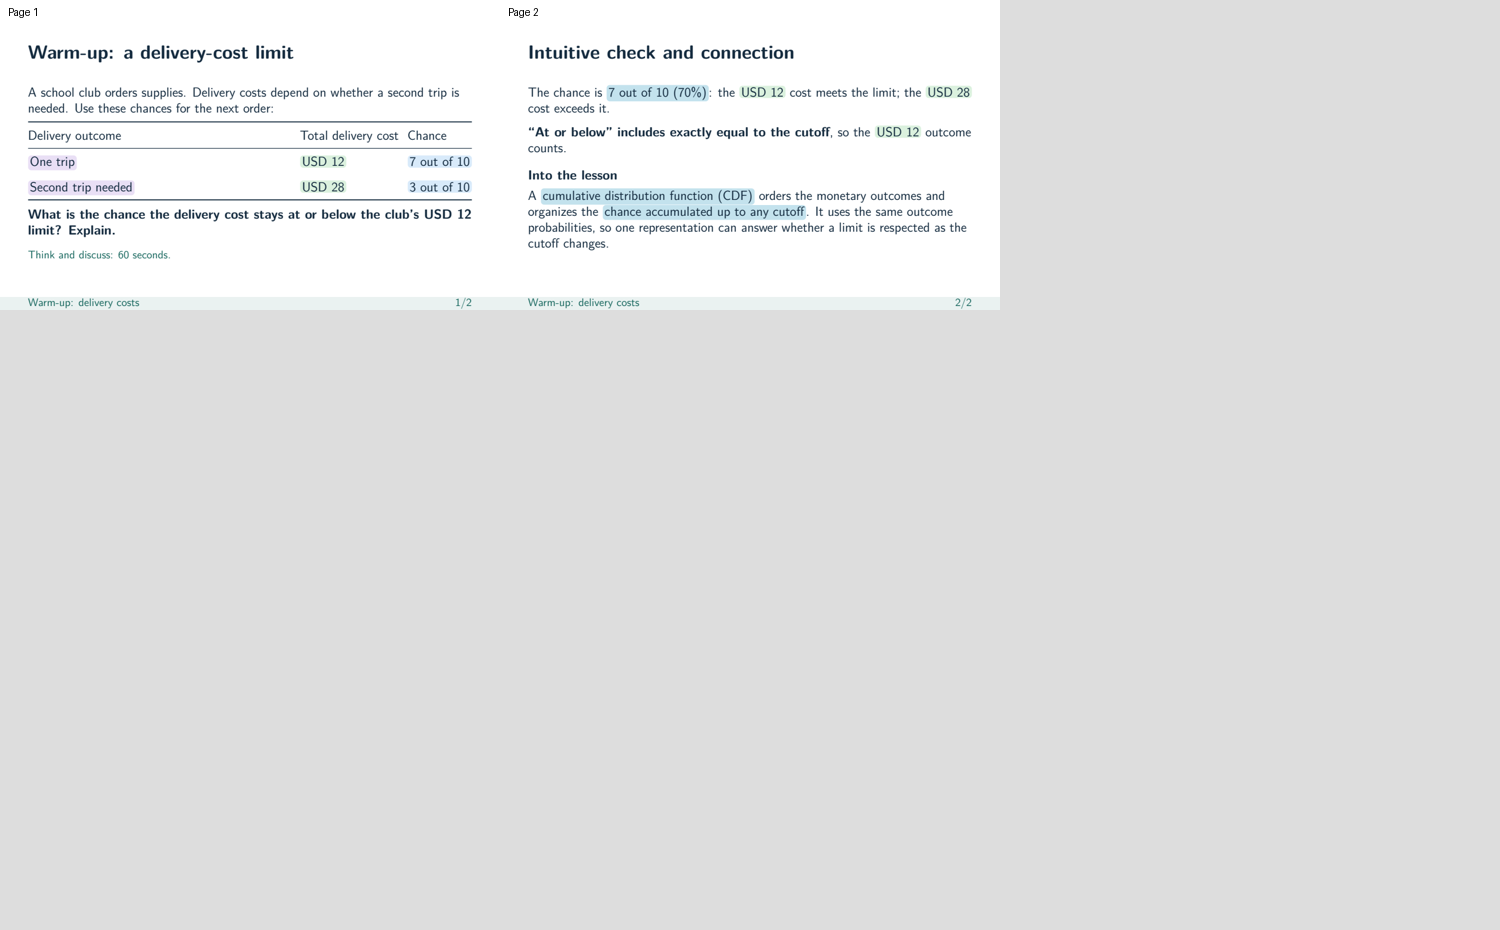 Page 1
Warm-up: a delivery-cost limit
A school club orders supplies. Delivery costs depend on whether a second trip is
needed. Use these chances for the next order:
Delivery outcome Total delivery cost Chance
One trip USD 12 7 out of 10
Second trip needed USD 28 3 out of 10
What is the chance the delivery cost stays at or below the club's USD 12
limit? Explain.
Think and discuss: 60 seconds.
Warm-up: delivery costs 1/2
Page 2
Intuitive check and connection
The chance is 7 out of 10 (70%): the USD 12 cost meets the limit; the USD 28
cost exceeds it.
“At or below” includes exactly equal to the cutoff, so the USD 12 outcome
counts.
Into the lesson
A cumulative distribution function (CDF) orders the monetary outcomes and
organizes the chance accumulated up to any cutoff. It uses the same outcome
probabilities, so one representation can answer whether a limit is respected as the
cutoff changes.
Warm-up: delivery costs 2/2